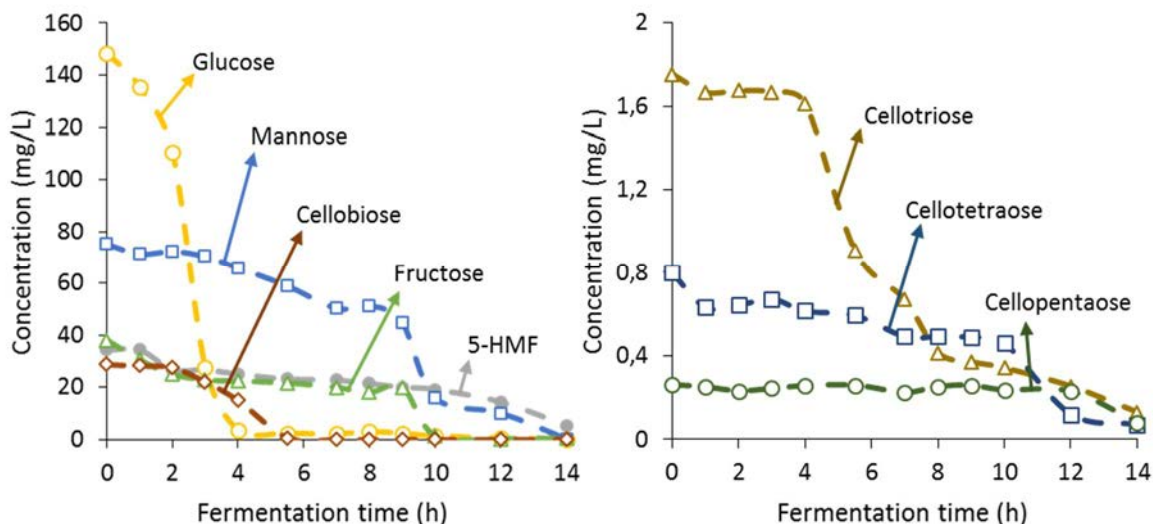 160
140
120
100
80
60
40
20
0
Concentration (mg/L)
Glucose
Mannose
Cellobiose
Fructose
5-HMF
0 2 4 6 8 10 12 14
Fermentation time (h)
2
1,6
1,2
0,8
0,4
0
Concentration (mg/L)
Cellotriose
Cellotetraose
Cellopentaose
0 2 4 6 8 10 12 14
Fermentation time (h)